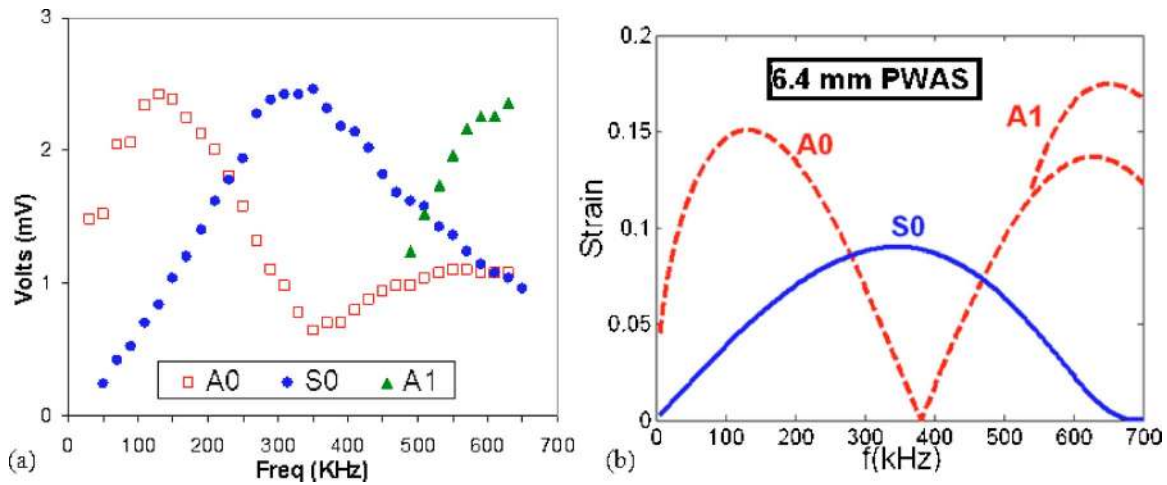 3
2
1
0
Volts (mV)
A0 S0 A1
0 100 200 300 400 500 600 700
Freq (KHz)
(a)
0.2
0.15
0.1
0.05
0
Strain
6.4 mm PWAS
A0
A1
S0
0 100 200 300 400 500 600 700
f(kHz)
(b)